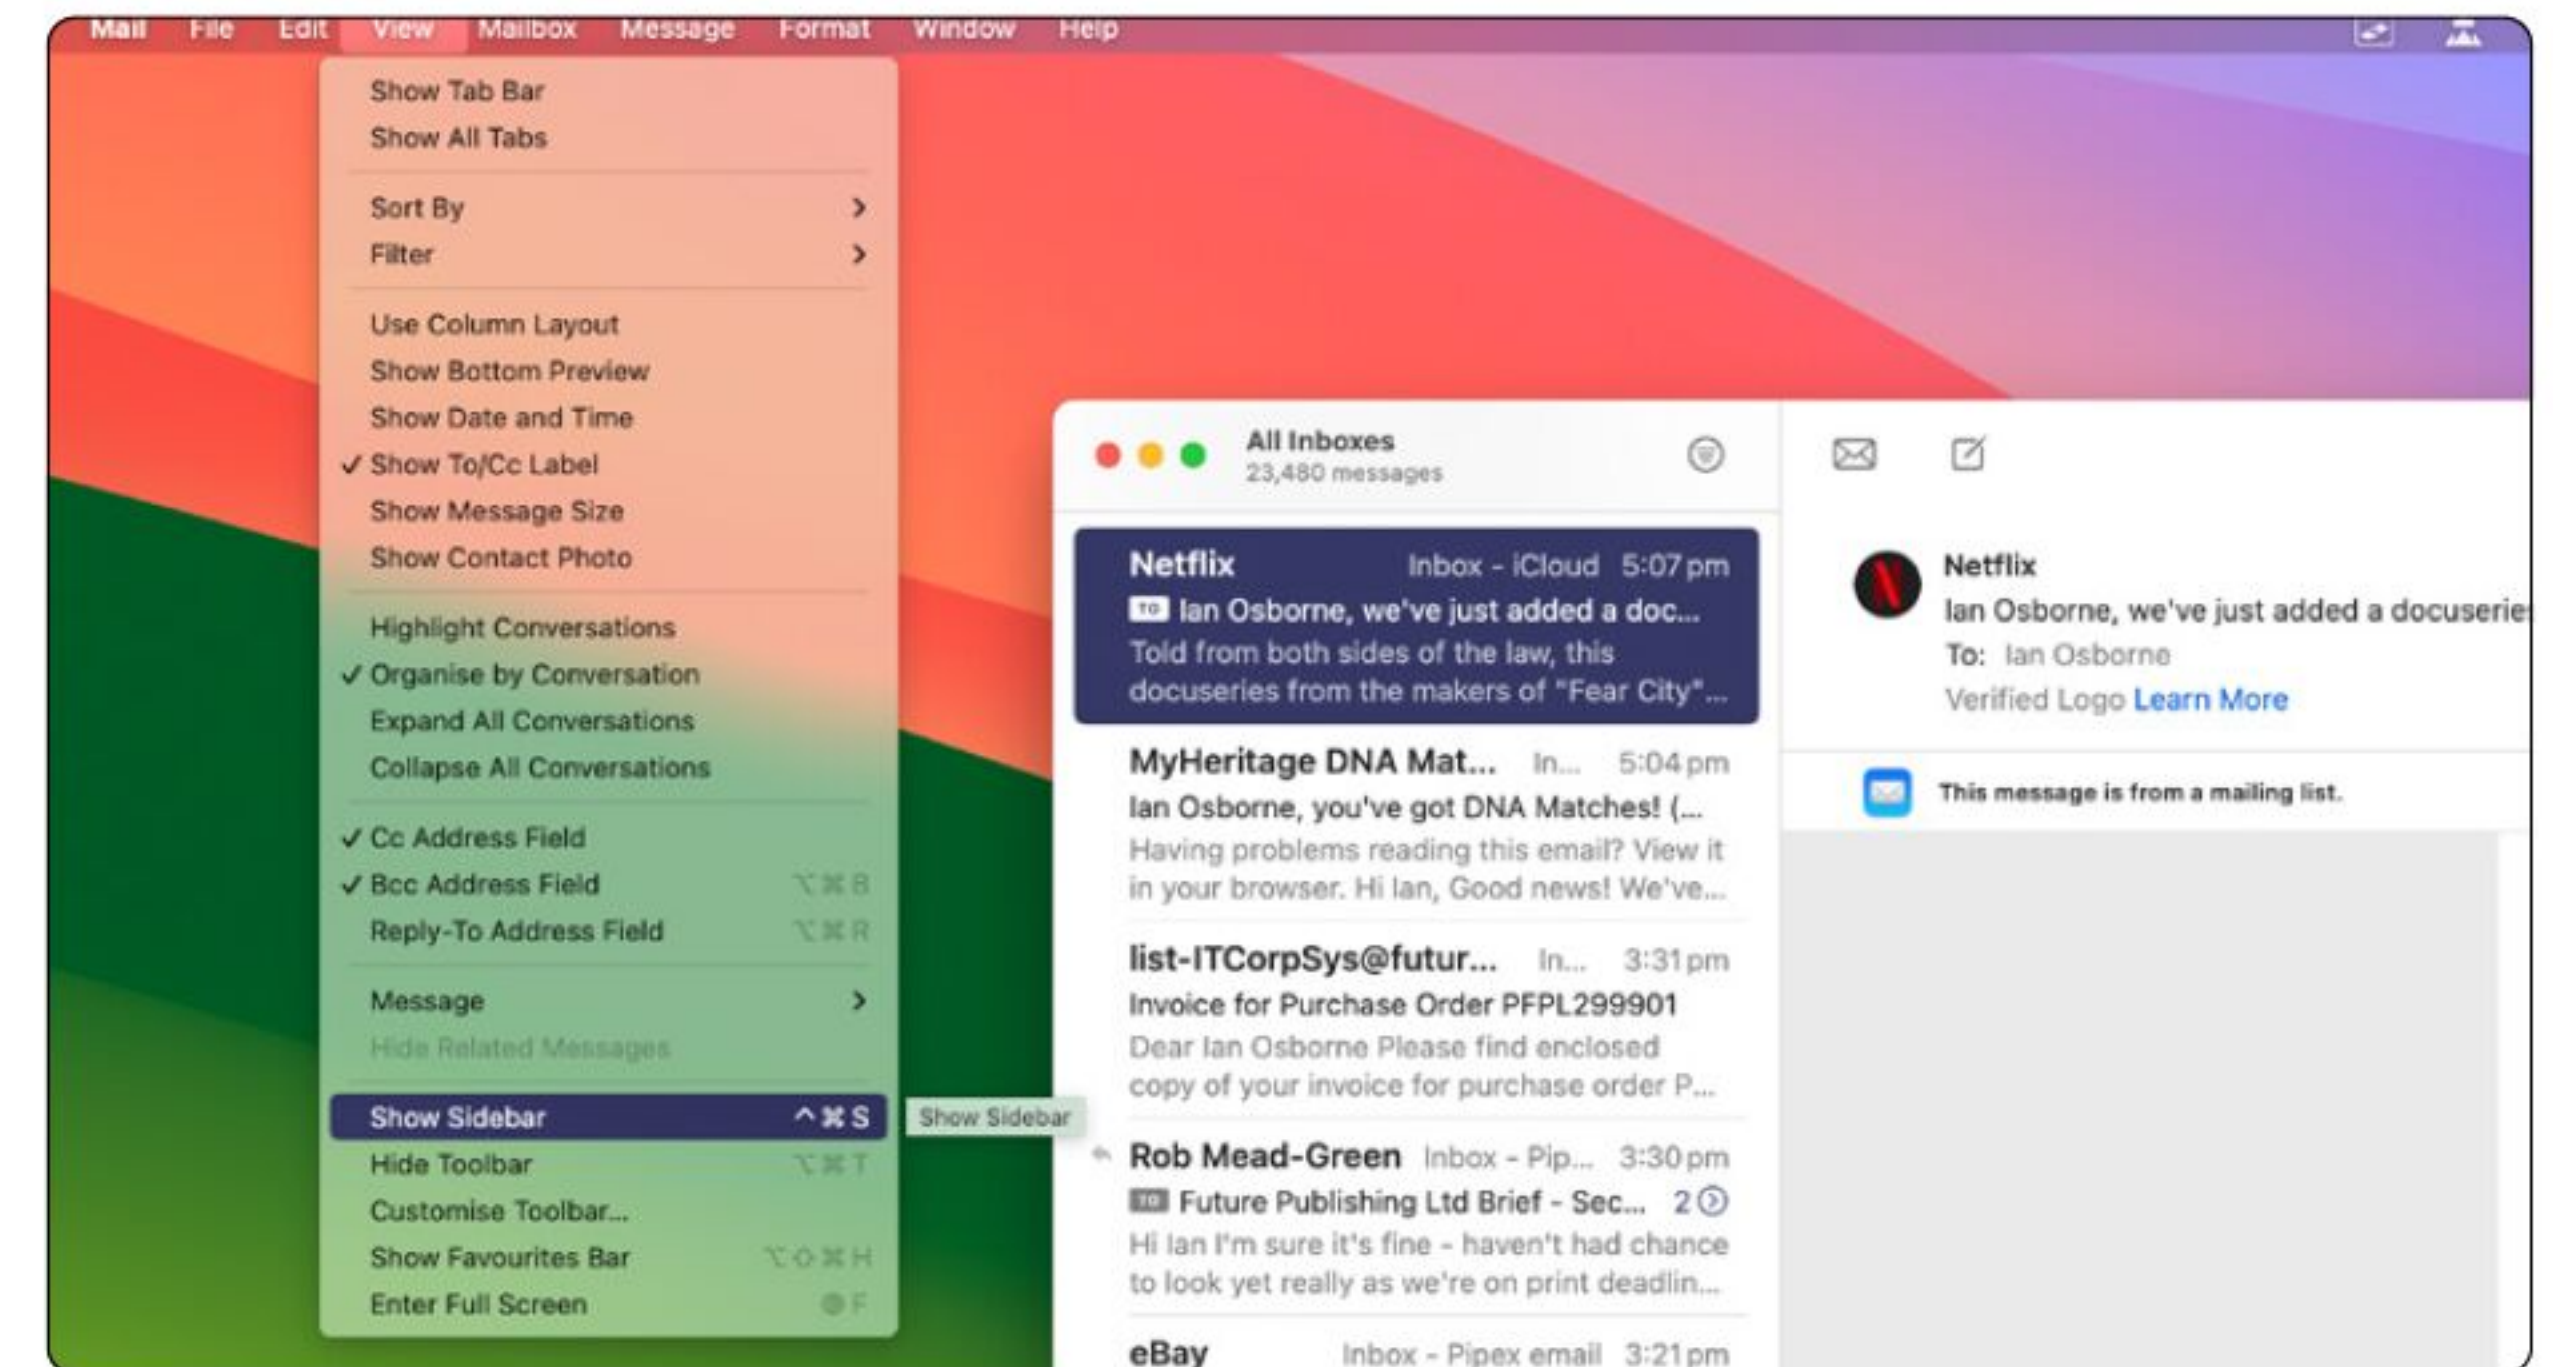 Mail File Edit View Mailbox Message Format Window Help
Show Tab Bar
Show All Tabs
Sort By
Filter
Use Column Layout
Show Bottom Preview
Show Date and Time
✓ Show To/Cc Label
Show Message Size
Show Contact Photo
Highlight Conversations
✓ Organise by Conversation
Expand All Conversations
Collapse All Conversations
✓ Cc Address Field
✓ Bcc Address Field ⌥⌘B
Reply-To Address Field ⌥⌘R
Message
Hide Related Messages
Show Sidebar ^⌘S
Hide Toolbar ⌥⌘T
Customise Toolbar...
Show Favourites Bar ⌥⇧⌘H
Enter Full Screen F
Show Sidebar
All Inboxes
23,480 messages
Netflix Inbox - iCloud 5:07 pm
TO Ian Osborne, we've just added a doc...
Told from both sides of the law, this
docuseries from the makers of "Fear City"...
MyHeritage DNA Mat... In... 5:04 pm
Ian Osborne, you've got DNA Matches! (...
Having problems reading this email? View it
in your browser. Hi Ian, Good news! We've...
list-ITCorpSys@futur... In... 3:31 pm
Invoice for Purchase Order PFPL299901
Dear Ian Osborne Please find enclosed
copy of your invoice for purchase order P...
Rob Mead-Green Inbox - Pip... 3:30 pm
TO Future Publishing Ltd Brief - Sec... 2
Hi Ian I'm sure it's fine - haven't had chance
to look yet really as we're on print deadlin...
eBay Inbox - Pipex email 3:21 pm
Netflix
Ian Osborne, we've just added a docuserie
To: Ian Osborne
Verified Logo Learn More
This message is from a mailing list.